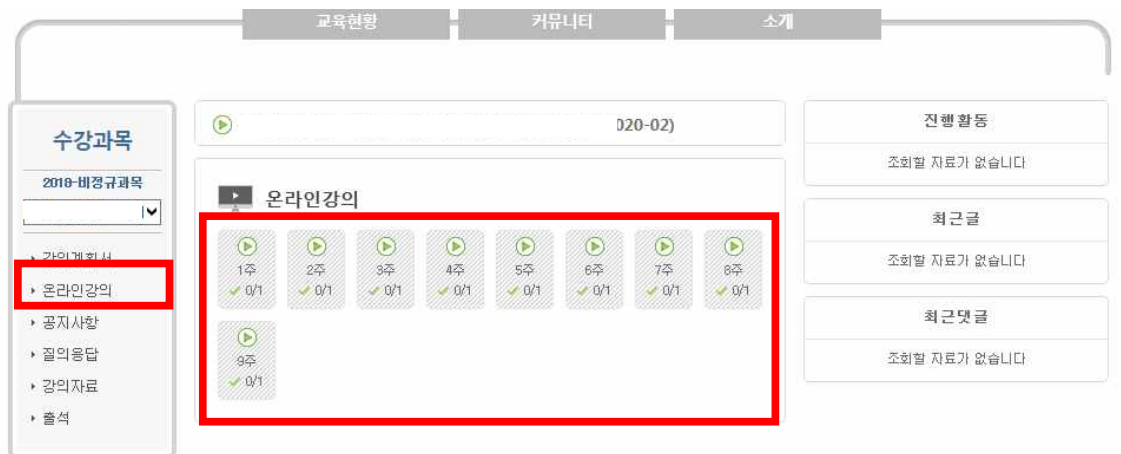 교육현황 커뮤니티 소개
수강과목
2018-비정규과목
강의계획서
온라인강의
공지사항
질의응답
강의자료
출석
020-02)
온라인강의
1주 2주 3주 4주 5주 6주 7주 8주
0/1 0/1 0/1 0/1 0/1 0/1 0/1 0/1
9주
0/1
진행활동
조회할 자료가 없습니다
최근글
조회할 자료가 없습니다
최근댓글
조회할 자료가 없습니다